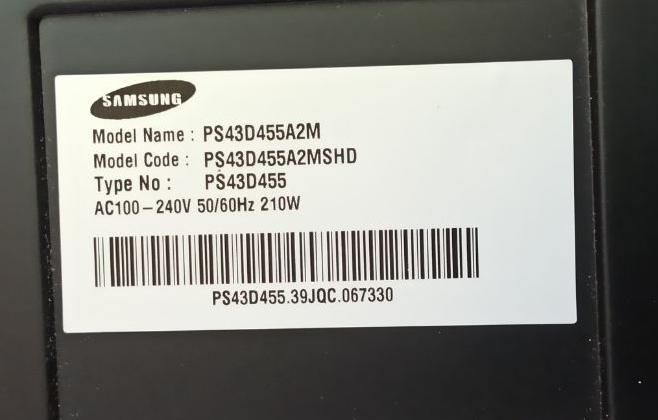 SAMSUNG
Model Name : PS43D455A2M
Model Code : PS43D455A2MSHD
Type No : PS43D455
AC100-240V 50/60Hz 210W
PS43D455.39JQC.067330